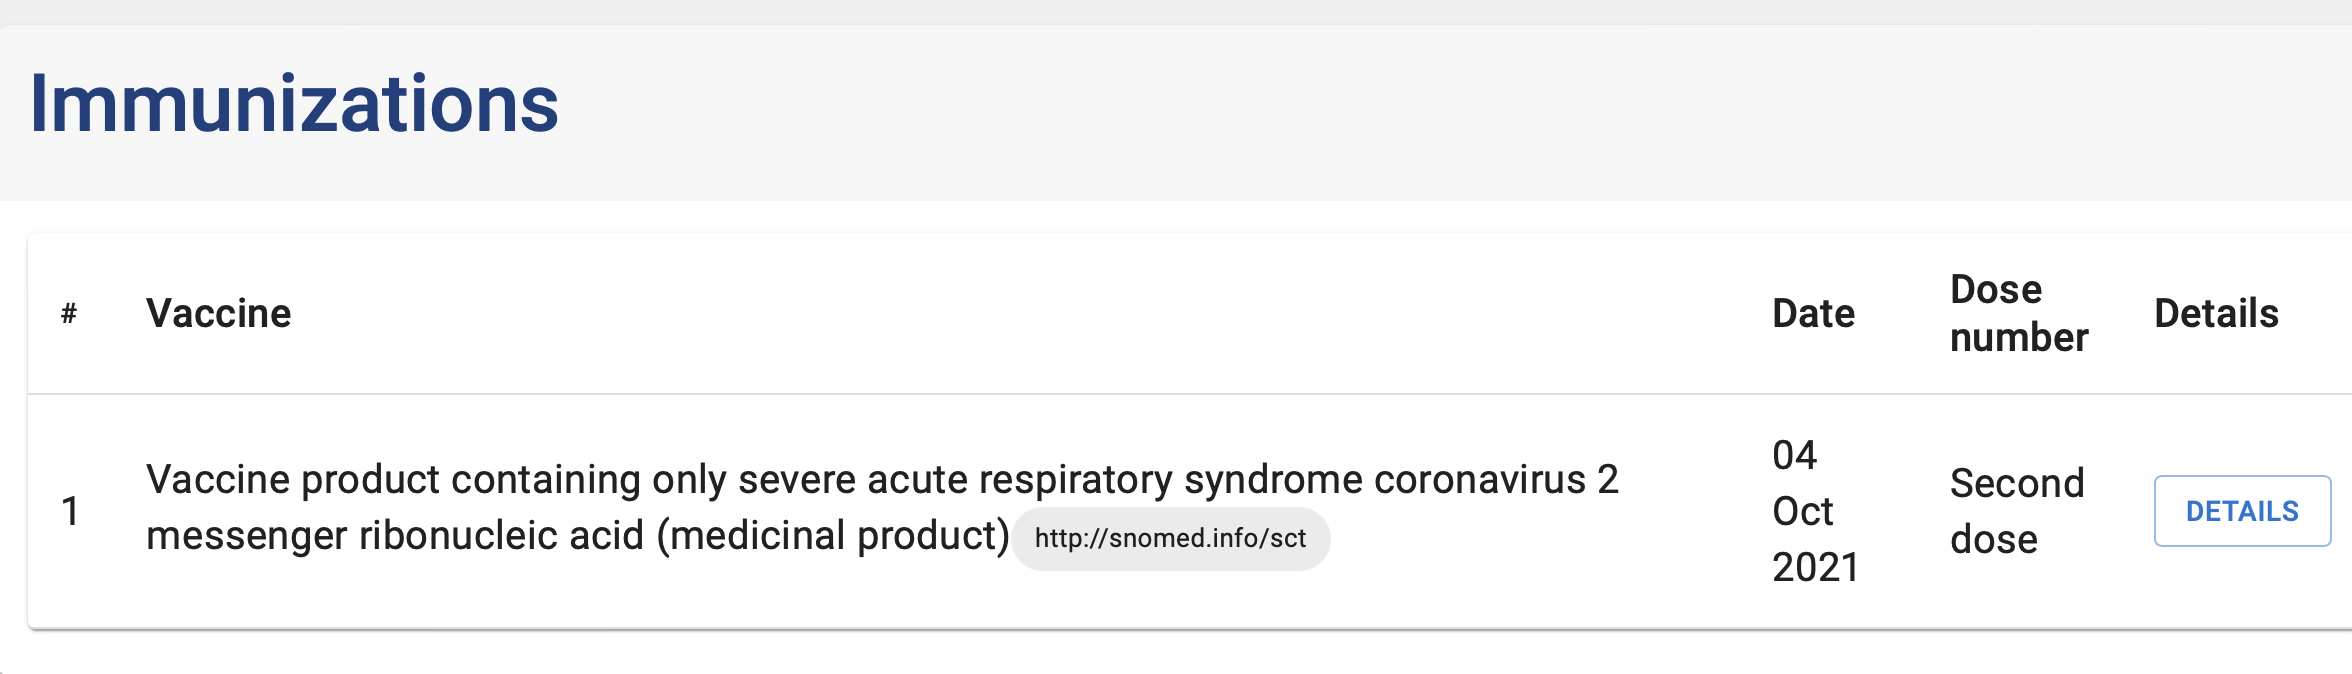 Immunizations
# Vaccine Date Dose number Details
1 Vaccine product containing only severe acute respiratory syndrome coronavirus 2
messenger ribonucleic acid (medicinal product) http://snomed.info/sct
04
Oct
2021
Second
dose
DETAILS